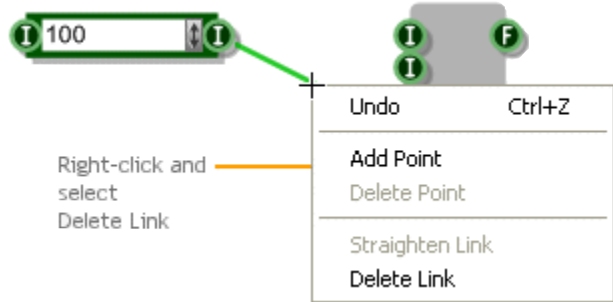 I 100 I
I F
I
Undo Ctrl+Z
Right-click and
select
Delete Link
Add Point
Delete Point
Straighten Link
Delete Link